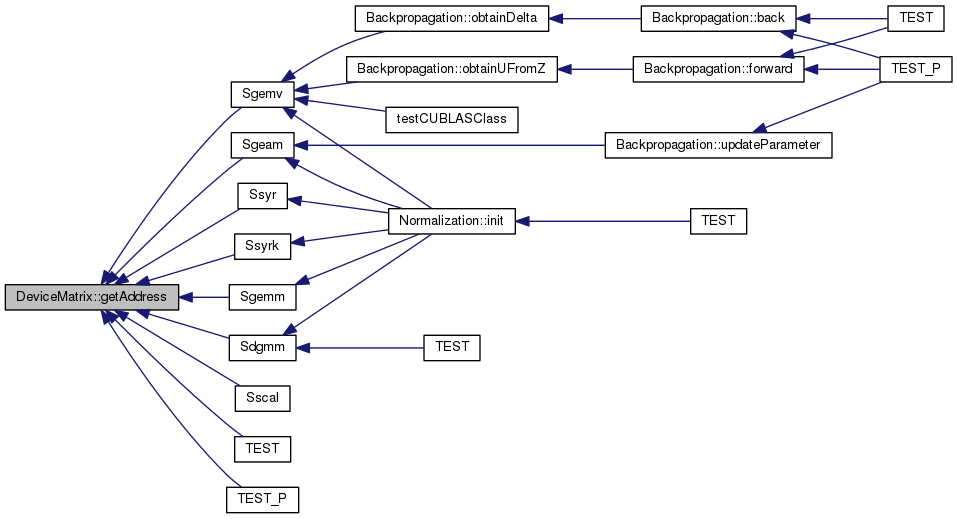 Backpropagation::obtainDelta
Backpropagation::back
TEST
Backpropagation::obtainUFromZ
Backpropagation::forward
TEST_P
Sgemv
testCUBLASClass
Sgeam
Backpropagation::updateParameter
Ssyr
Normalization::init
TEST
Ssyrk
DeviceMatrix::getAddress
Sgemm
Sdgmm
TEST
Sscal
TEST
TEST_P